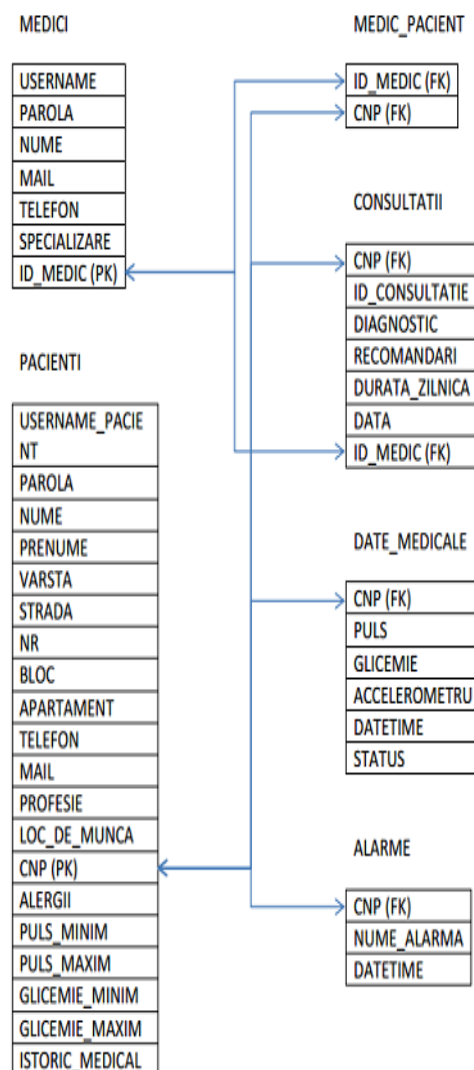 MEDICI
USERNAME
PAROLA
NUME
MAIL
TELEFON
SPECIALIZARE
ID_MEDIC (PK)
PACIENTI
USERNAME_PACIE
NT
PAROLA
NUME
PRENUME
VARSTA
STRADA
NR
BLOC
APARTAMENT
TELEFON
MAIL
PROFESIE
LOC_DE_MUNCA
CNP (PK)
ALERGII
PULS_MINIM
PULS_MAXIM
GLICEMIE_MINIM
GLICEMIE_MAXIM
ISTORIC_MEDICAL
MEDIC_PACIENT
ID_MEDIC (FK)
CNP (FK)
CONSULTATII
CNP (FK)
ID_CONSULTATIE
DIAGNOSTIC
RECOMANDARI
DURATA_ZILNICA
DATA
ID_MEDIC (FK)
DATE_MEDICALE
CNP (FK)
PULS
GLICEMIE
ACCELEROMETRU
DATETIME
STATUS
ALARME
CNP (FK)
NUME_ALARMA
DATETIME